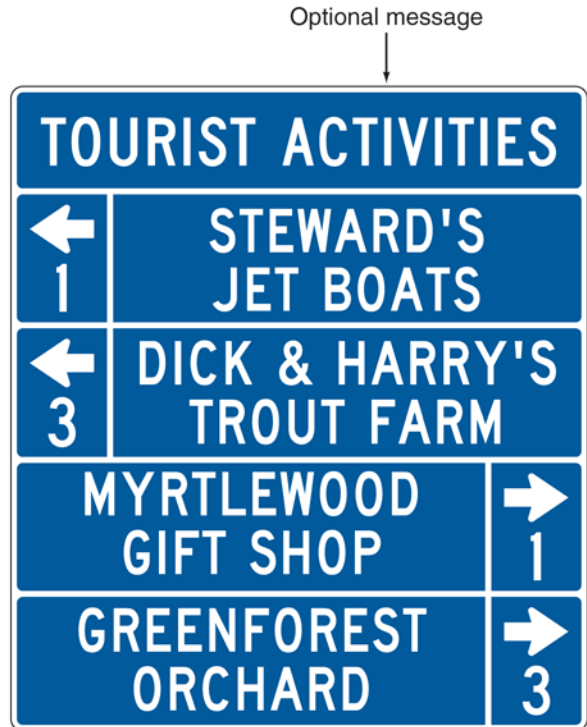 Optional message
TOURIST ACTIVITIES
STEWARD'S
JET BOATS
1
DICK & HARRY'S
TROUT FARM
3
MYRTLEWOOD
GIFT SHOP
1
GREENFOREST
ORCHARD
3